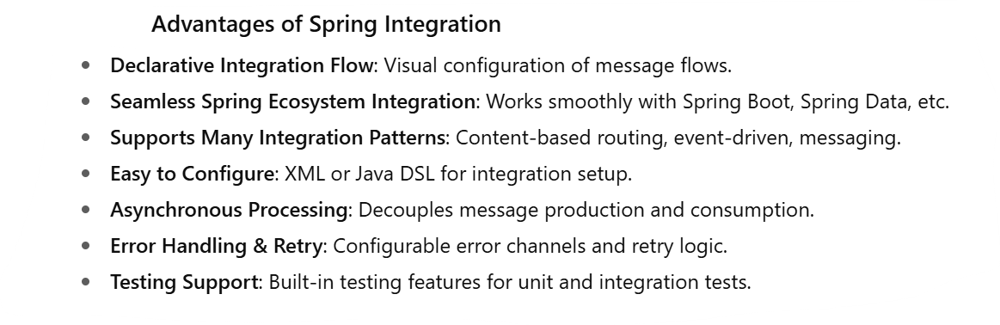 Advantages of Spring Integration
• Declarative Integration Flow: Visual configuration of message flows.
• Seamless Spring Ecosystem Integration: Works smoothly with Spring Boot, Spring Data, etc.
• Supports Many Integration Patterns: Content-based routing, event-driven, messaging.
• Easy to Configure: XML or Java DSL for integration setup.
• Asynchronous Processing: Decouples message production and consumption.
• Error Handling & Retry: Configurable error channels and retry logic.
• Testing Support: Built-in testing features for unit and integration tests.